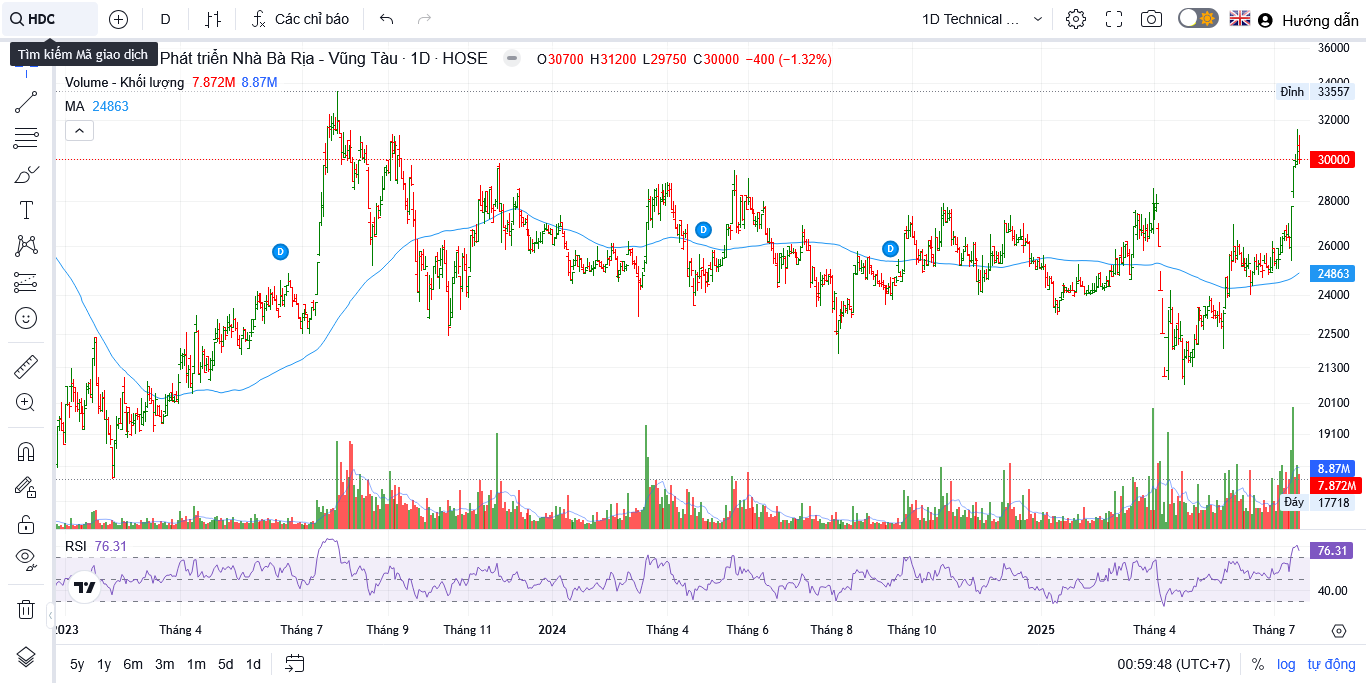 HDC
D
Các chỉ báo
1D Technical ...
Hướng dẫn
Tìm kiếm Mã giao dịch
Phát triển Nhà Bà Rịa - Vũng Tàu · 1D · HOSE
O30700 H31200 L29750 C30000 −400 (−1.32%)
Volume - Khối lượng 7.872M 8.87M
MA 24863
36000
34000
Đỉnh 33557
32000
30000
28000
26000
24863
24000
22500
21300
20100
19100
8.87M
7.872M
Đáy 17718
D
D
D
RSI 76.31
76.31
40.00
2023 Tháng 4 Tháng 7 Tháng 9 Tháng 11 2024 Tháng 4 Tháng 6 Tháng 8 Tháng 10 2025 Tháng 4 Tháng 7
5y 1y 6m 3m 1m 5d 1d
00:59:48 (UTC+7) % log tự động